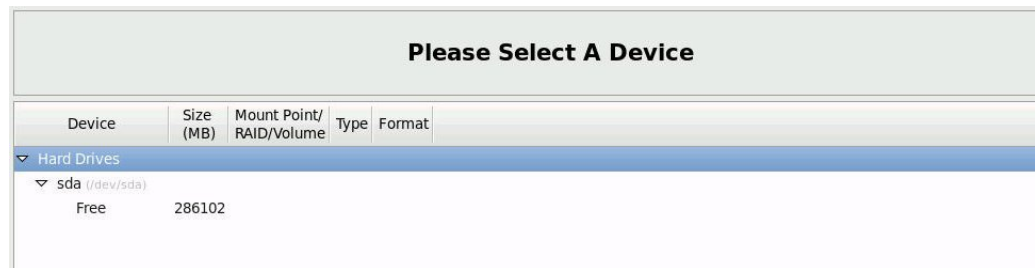 Please Select A Device
Device
Size
(MB)
Mount Point/
RAID/Volume
Type
Format
Hard Drives
sda (/dev/sda)
Free 286102